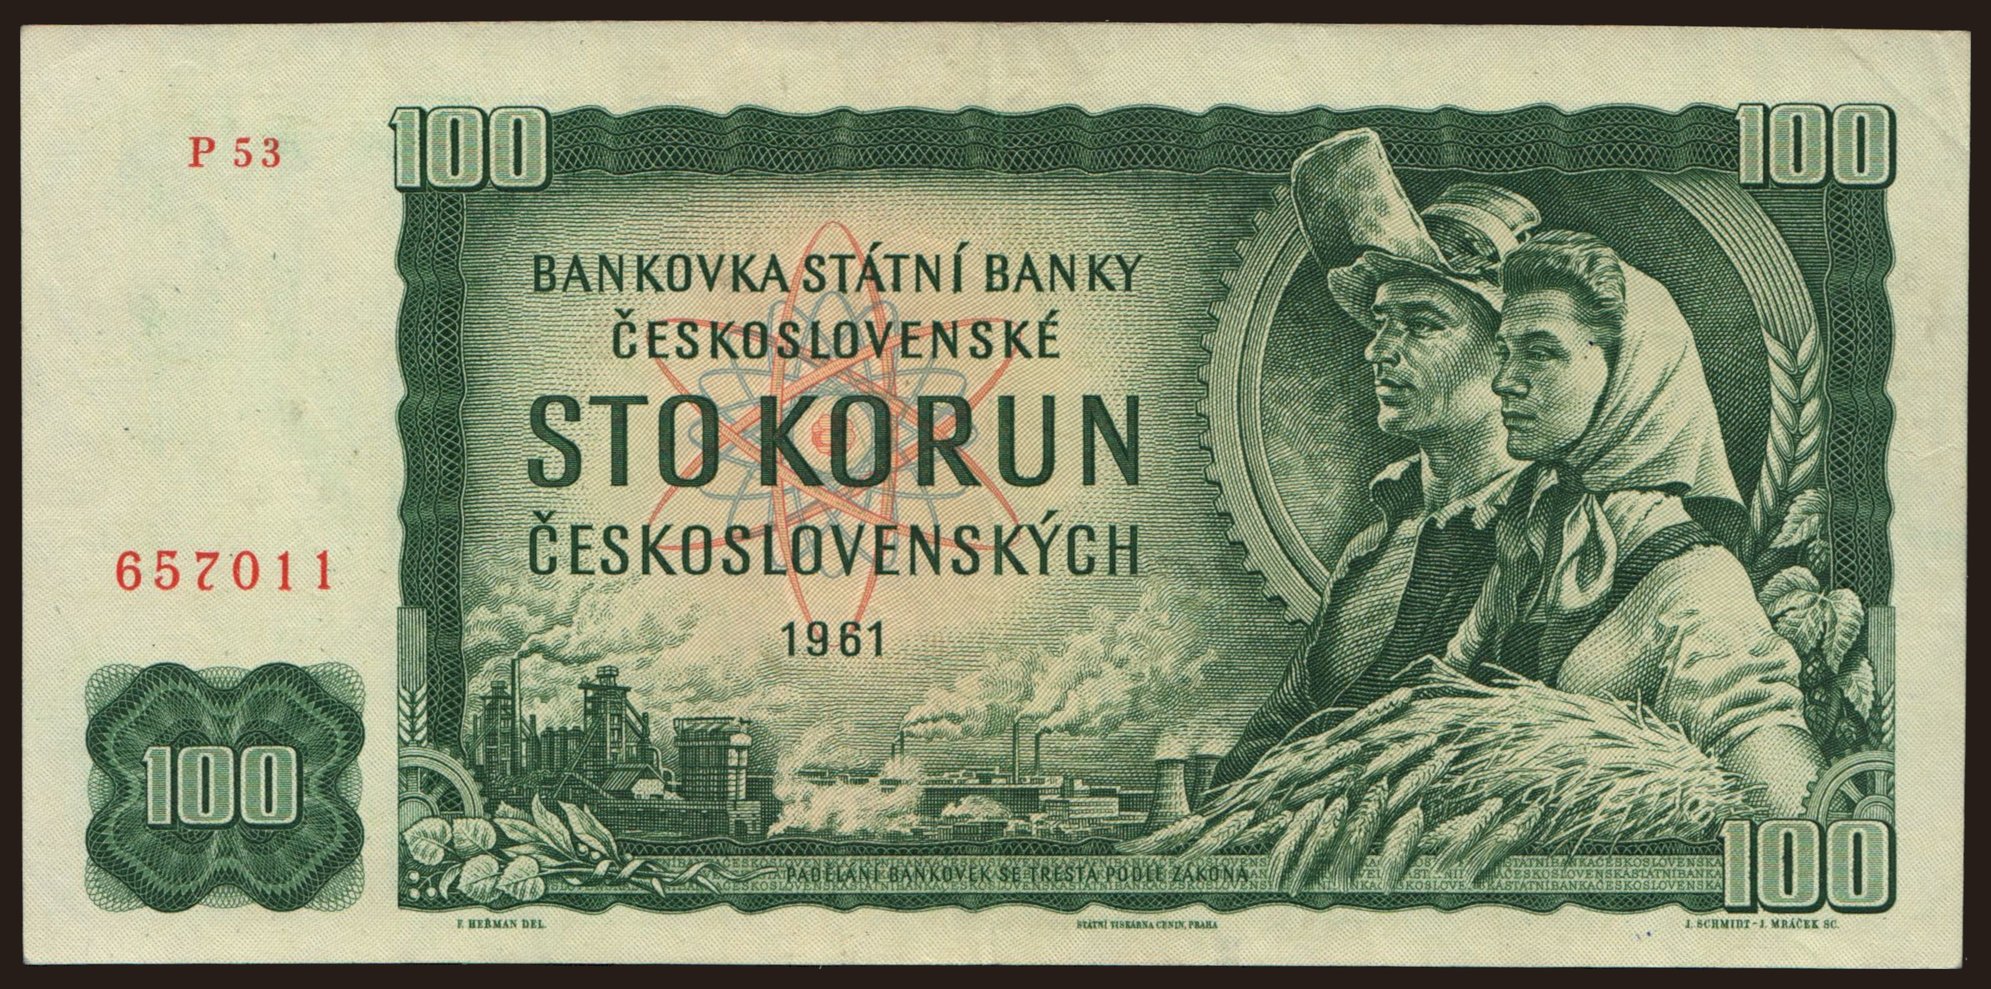 100
100
P 53
BANKOVKA STÁTNÍ BANKY
ČESKOSLOVENSKÉ
STO KORUN
ČESKOSLOVENSKÝCH
657011
1961
100
100
PADĚLÁNÍ BANKOVEK SE TRESTÁ PODLE ZÁKONA
F. HEŘMAN DEL.
STÁTNÍ TISKÁRNA CENIN, PRAHA
J. SCHMIDT - J. MRÁČEK SC.